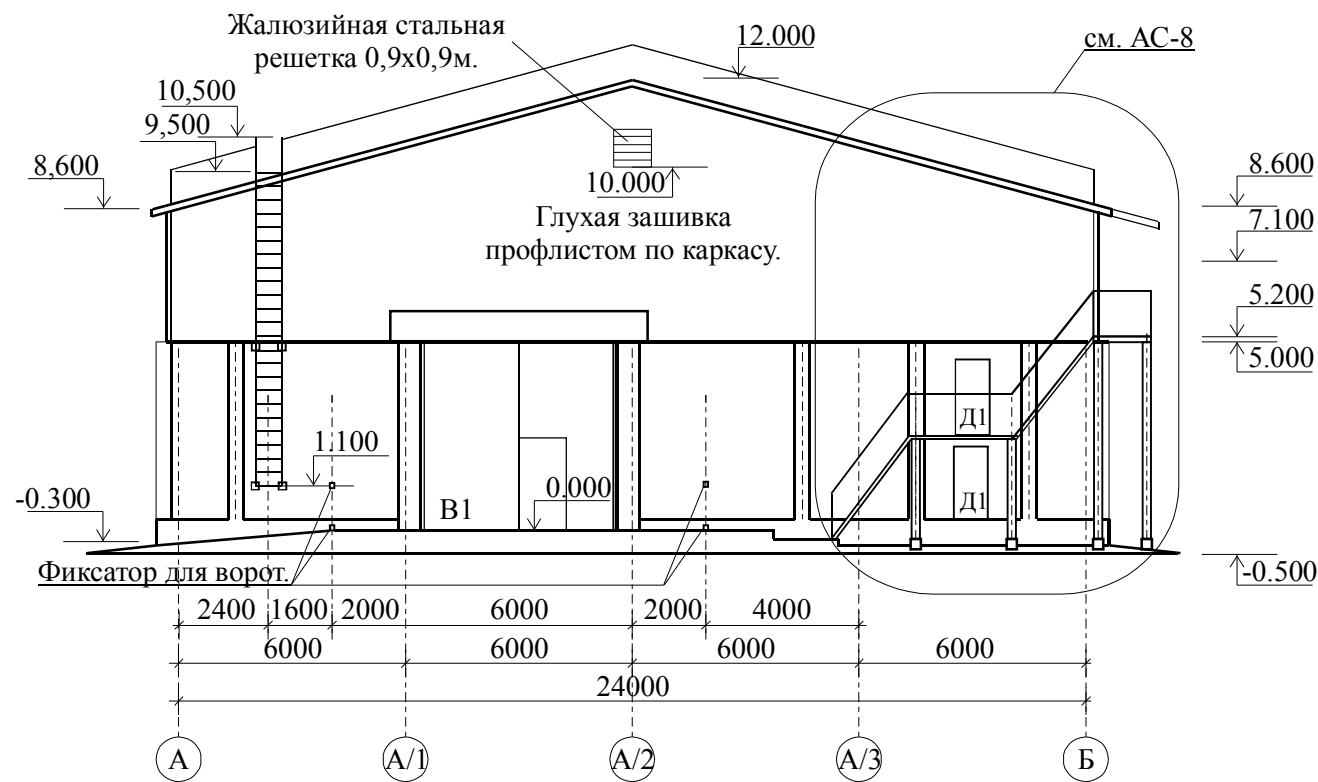 Жалюзийная стальная
решетка 0,9х0,9м.
12.000
см. АС-8
10,500
9,500
8,600
10.000
Глухая зашивка
профлистом по каркасу.
8.600
7.100
5.200
5.000
Д1
1.100
-0.300
В1
0.000
Д1
Фиксатор для ворот.
-0.500
2400 1600 2000 6000 2000 4000
6000 6000 6000 6000
24000
А А/1 А/2 А/3 Б